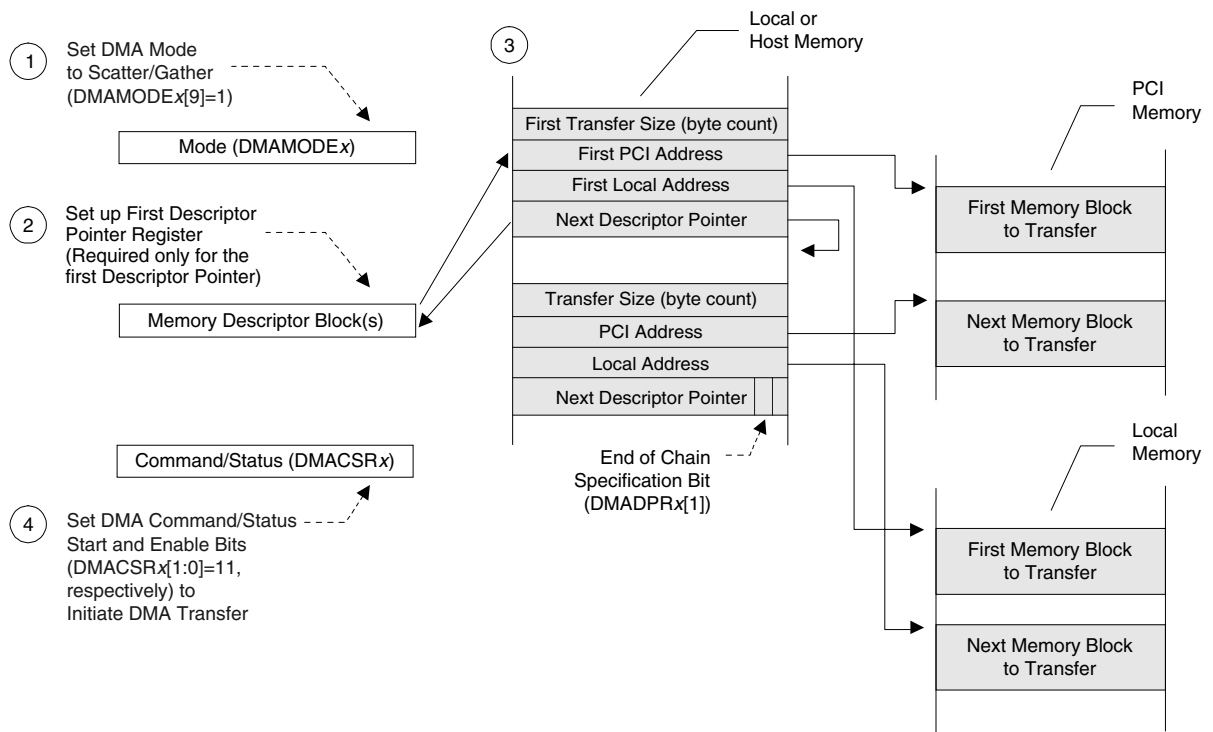 1
Set DMA Mode
to Scatter/Gather
(DMAMODEx[9]=1)
Mode (DMAMODEx)
2
Set up First Descriptor
Pointer Register
(Required only for the
first Descriptor Pointer)
Memory Descriptor Block(s)
Command/Status (DMACSRx)
4
Set DMA Command/Status
Start and Enable Bits
(DMACSRx[1:0]=11,
respectively) to
Initiate DMA Transfer
3
Local or
Host Memory
First Transfer Size (byte count)
First PCI Address
First Local Address
Next Descriptor Pointer
Transfer Size (byte count)
PCI Address
Local Address
Next Descriptor Pointer
End of Chain
Specification Bit
(DMADPRx[1])
PCI
Memory
First Memory Block
to Transfer
Next Memory Block
to Transfer
Local
Memory
First Memory Block
to Transfer
Next Memory Block
to Transfer